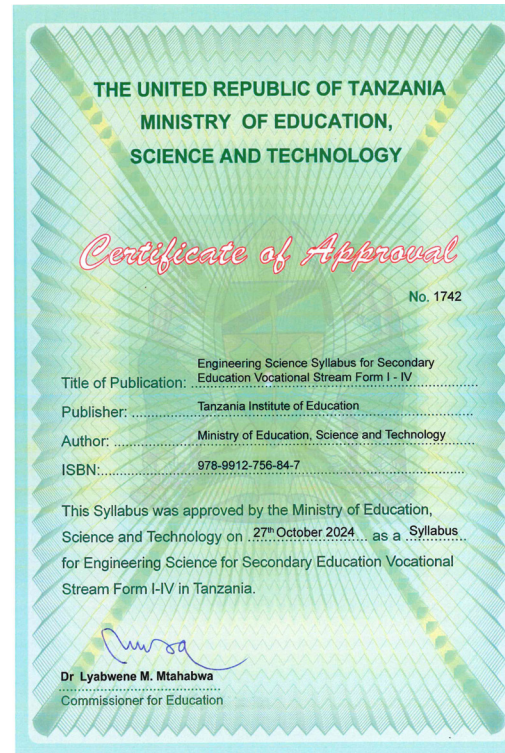 THE UNITED REPUBLIC OF TANZANIA
MINISTRY OF EDUCATION,
SCIENCE AND TECHNOLOGY
Certificate of Approval
No. 1742
Title of Publication: Engineering Science Syllabus for Secondary
Education Vocational Stream Form I - IV
Publisher: Tanzania Institute of Education
Author: Ministry of Education, Science and Technology
ISBN: 978-9912-756-84-7
This Syllabus was approved by the Ministry of Education,
Science and Technology on 27th October 2024 as a Syllabus
for Engineering Science for Secondary Education Vocational
Stream Form I-IV in Tanzania.
Dr Lyabwene M. Mtahabwa
Commissioner for Education